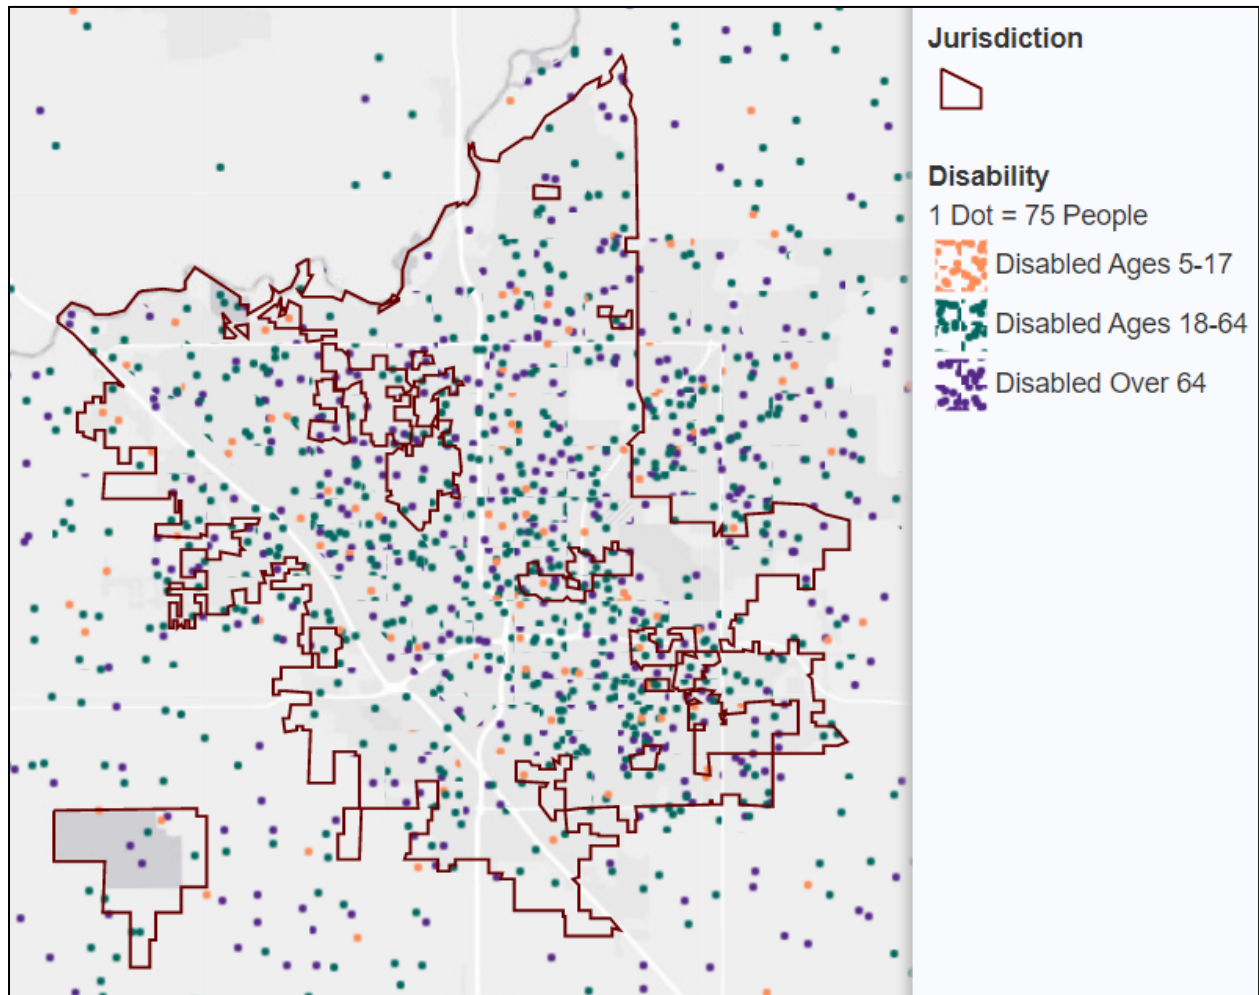 Jurisdiction
Disability
1 Dot = 75 People
Disabled Ages 5-17
Disabled Ages 18-64
Disabled Over 64